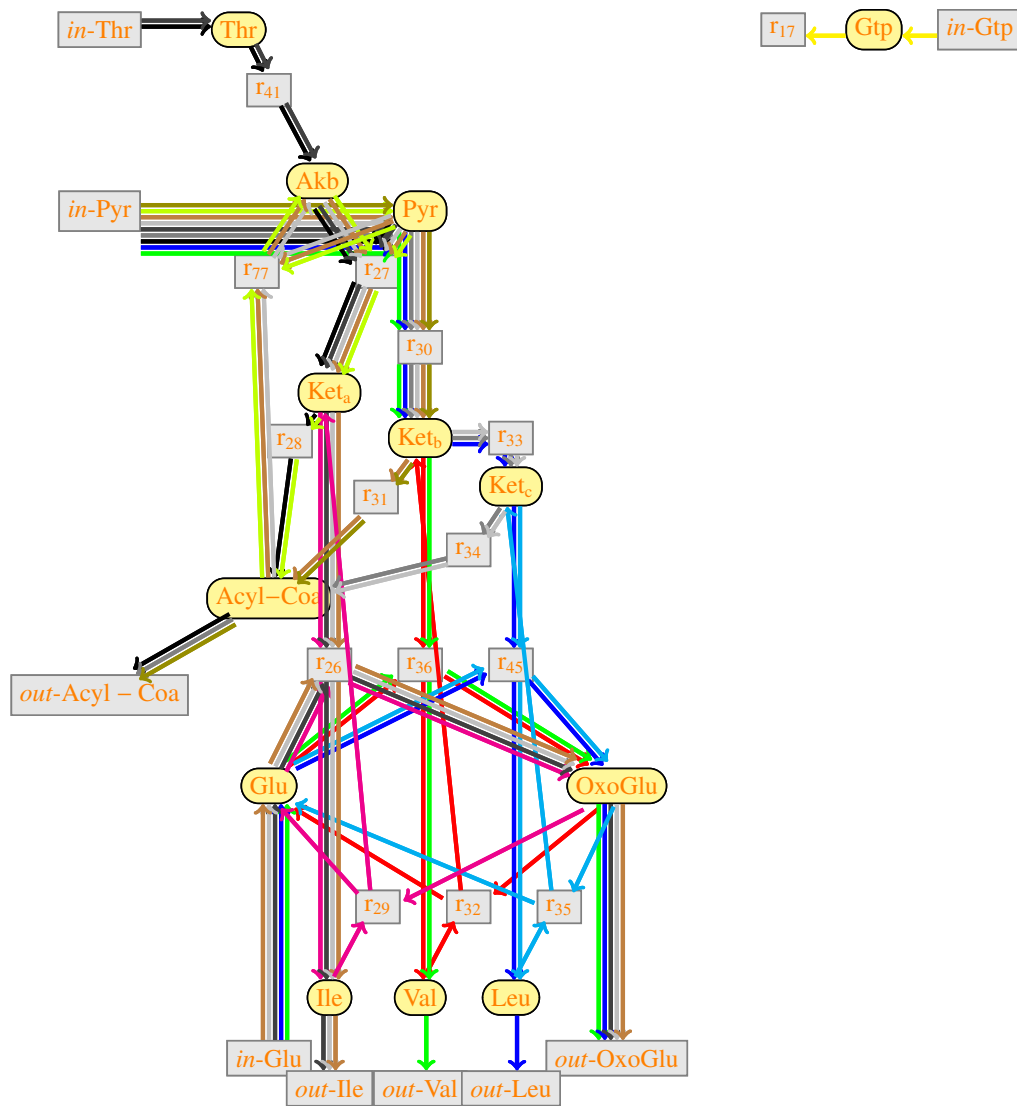 in-Thr
Thr
r17
Gtp
in-Gtp
r41
Akb
in-Pyr
Pyr
r77
r27
r30
Keta
r28
Ketb
r33
r31
Ketc
r34
Acyl−Coa
r26
r36
r45
out-Acyl − Coa
Glu
OxoGlu
r29
r32
r35
Ile
Val
Leu
in-Glu
out-OxoGlu
out-Ile
out-Val
out-Leu